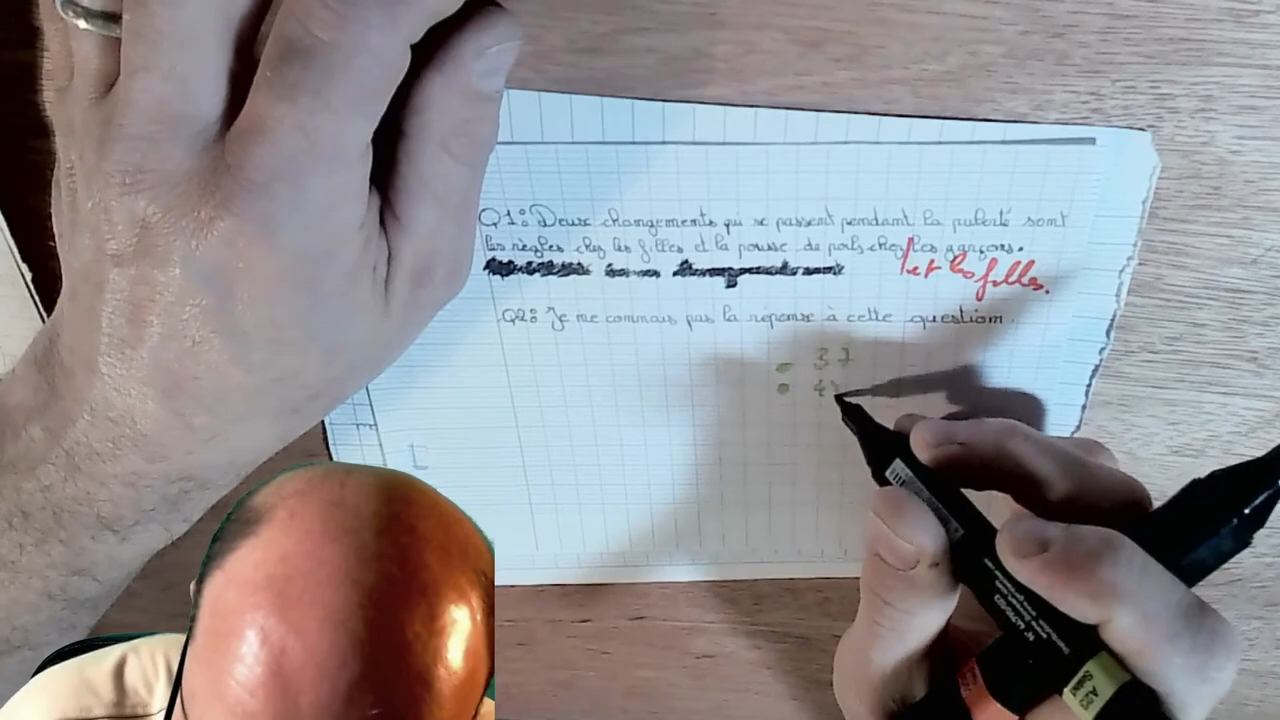 Q1: Deux changements qui se passent pendant la puberté sont
les règles chez les filles et la pousse de poils chez les garçons.
/et les filles.
Q2: Je ne connais pas la réponse à cette question.
• 37
•